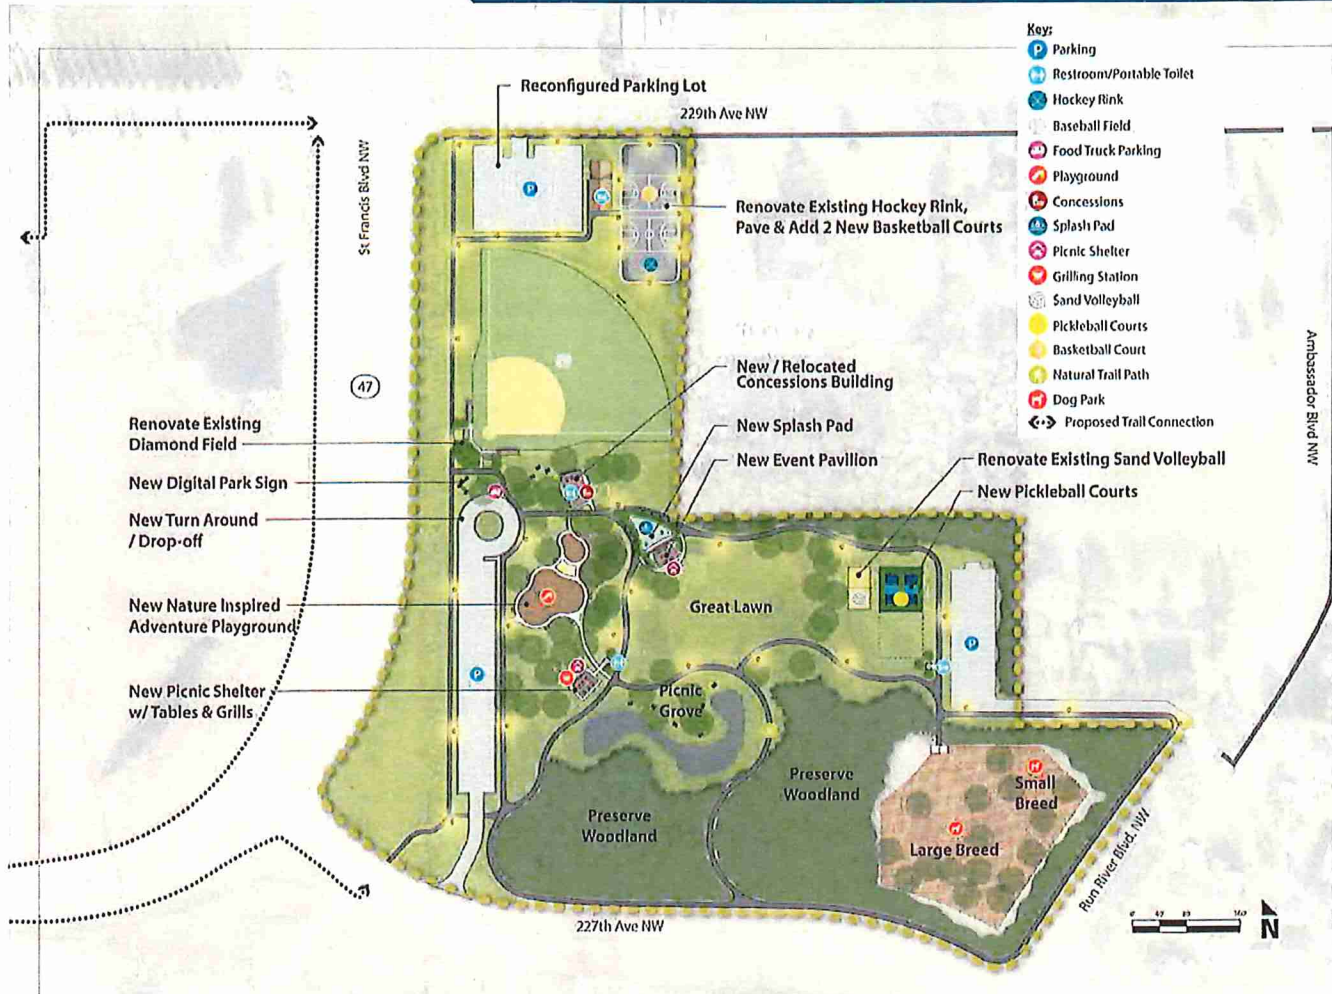 Key:
Parking
Restroom/Portable Toilet
Hockey Rink
Baseball Field
Food Truck Parking
Playground
Concessions
Splash Pad
Picnic Shelter
Grilling Station
Sand Volleyball
Pickleball Courts
Basketball Court
Natural Trail Path
Dog Park
Proposed Trail Connection
Reconfigured Parking Lot
229th Ave NW
St Francis Blvd NW
P
Renovate Existing Hockey Rink,
Pave & Add 2 New Basketball Courts
Ambassador Blvd NW
47
New / Relocated
Concessions Building
New Splash Pad
New Event Pavilion
Renovate Existing Sand Volleyball
New Pickleball Courts
Renovate Existing
Diamond Field
New Digital Park Sign
New Turn Around
/ Drop-off
New Nature Inspired
Adventure Playground
New Picnic Shelter
w/ Tables & Grills
Great Lawn
P
P
Picnic
Grove
Preserve
Woodland
Preserve
Woodland
Small
Breed
Large Breed
Run River Blvd. NW
227th Ave NW
N